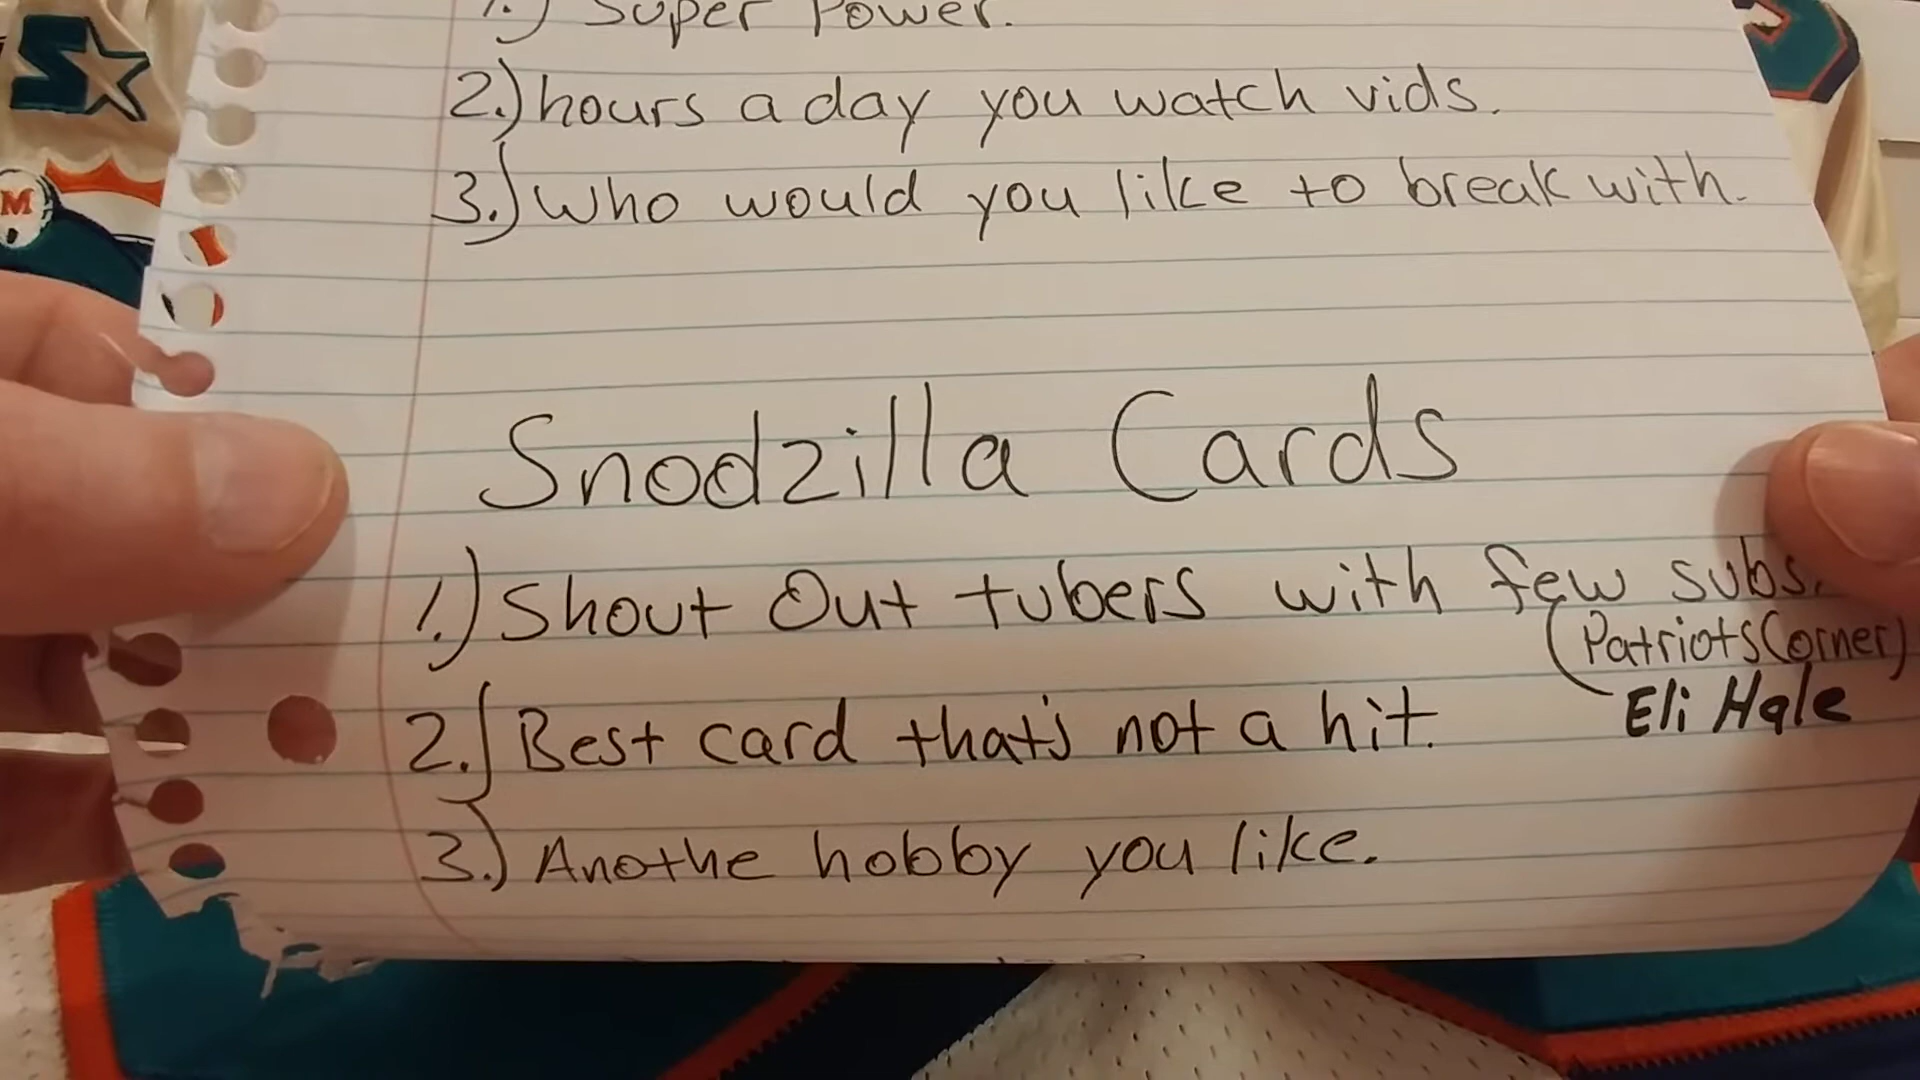 1.) Super Power.
2.) hours a day you watch vids.
3.) Who would you like to break with.
Snodzilla Cards
1.) Shout Out tubers with few subs.
(PatriotsCorner)
Eli Hale
2.) Best card that's not a hit.
3.) Anothe hobby you like.
M